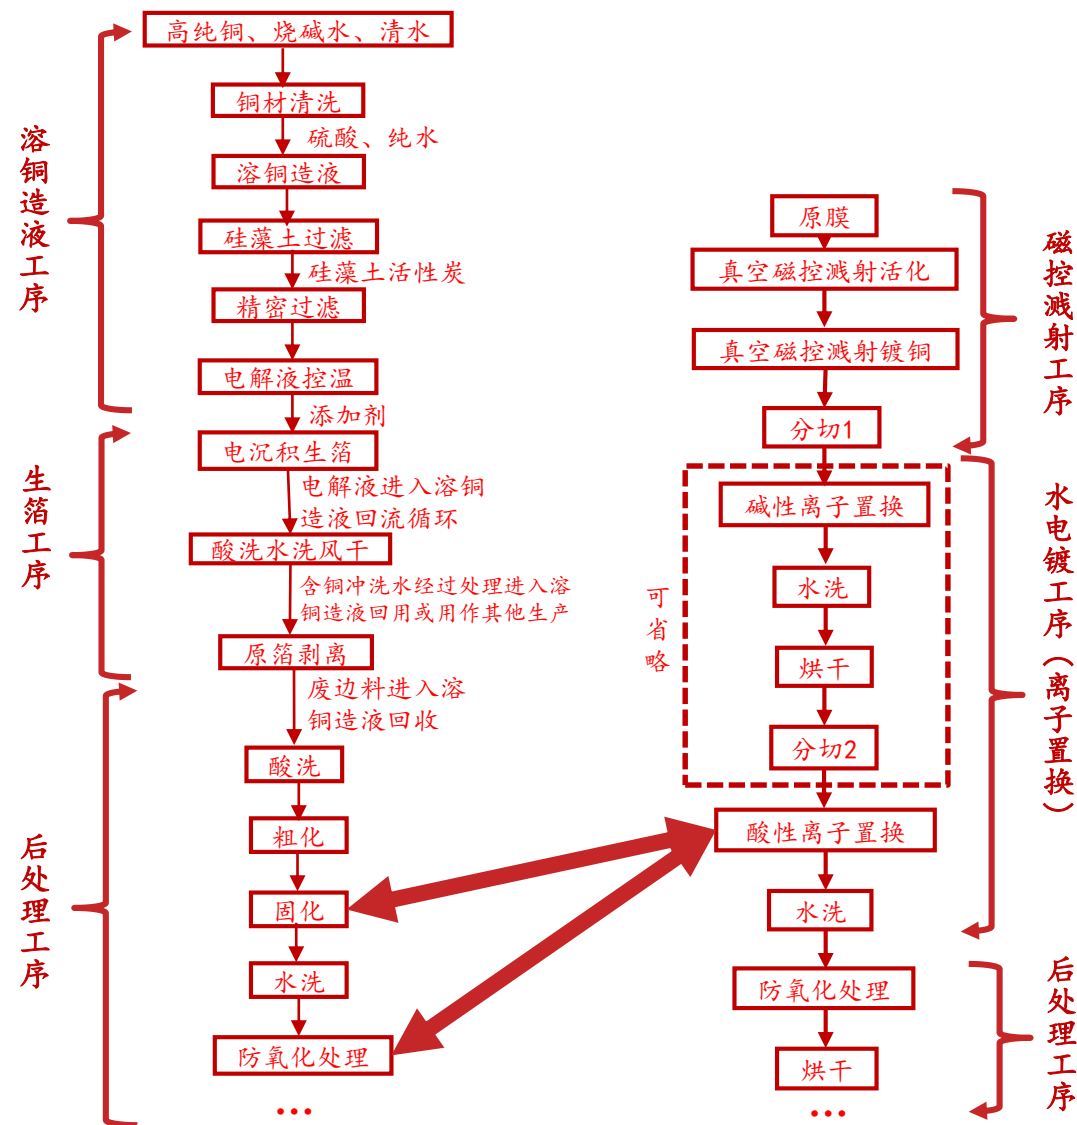 溶铜造液工序
高纯铜、烧碱水、清水
铜材清洗
硫酸、纯水
溶铜造液
硅藻土过滤
硅藻土活性炭
精密过滤
电解液控温
添加剂
生箔工序
电沉积生箔
电解液进入溶铜
造液回流循环
酸洗水洗风干
含铜冲洗水经过处理进入溶
铜造液回用或用作其他生产
原箔剥离
废边料进入溶
铜造液回收
后处理工序
酸洗
粗化
固化
水洗
防氧化处理
...
磁控溅射工序
原膜
真空磁控溅射活化
真空磁控溅射镀铜
分切1
水电镀工序（离子置换）
可省略
碱性离子置换
水洗
烘干
分切2
酸性离子置换
水洗
后处理工序
防氧化处理
烘干
...